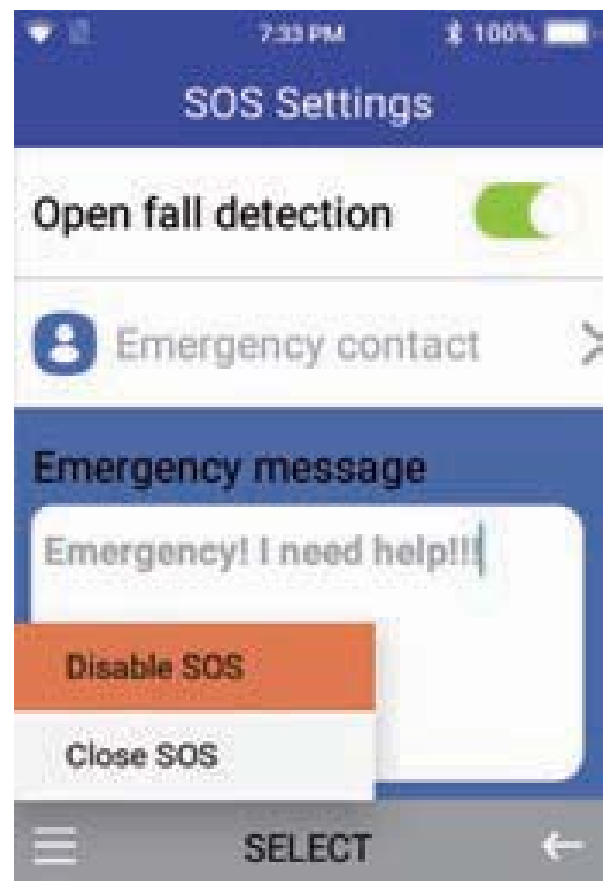 7:33 PM 100%
SOS Settings
Open fall detection
Emergency contact
Emergency message
Emergency! I need help!!!
Disable SOS
Close SOS
SELECT